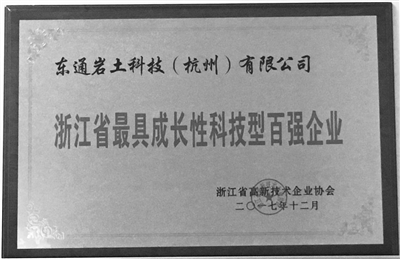 东通岩土科技（杭州）有限公司
浙江省最具成长性科技型百强企业
浙江省高新技术企业协会
二〇一七年十二月